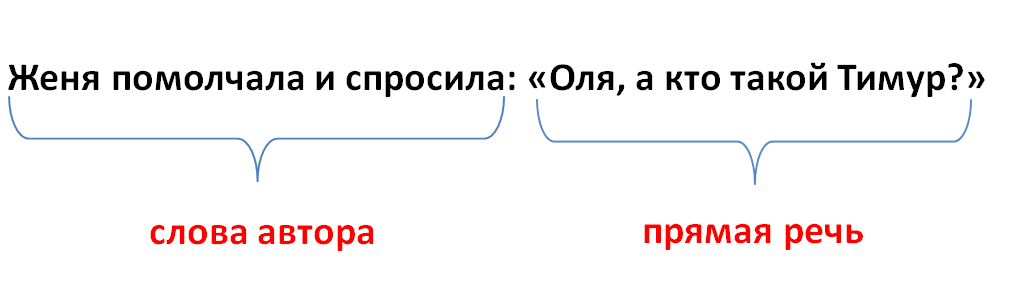 Женя помолчала и спросила: «Оля, а кто такой Тимур?»
слова автора
прямая речь